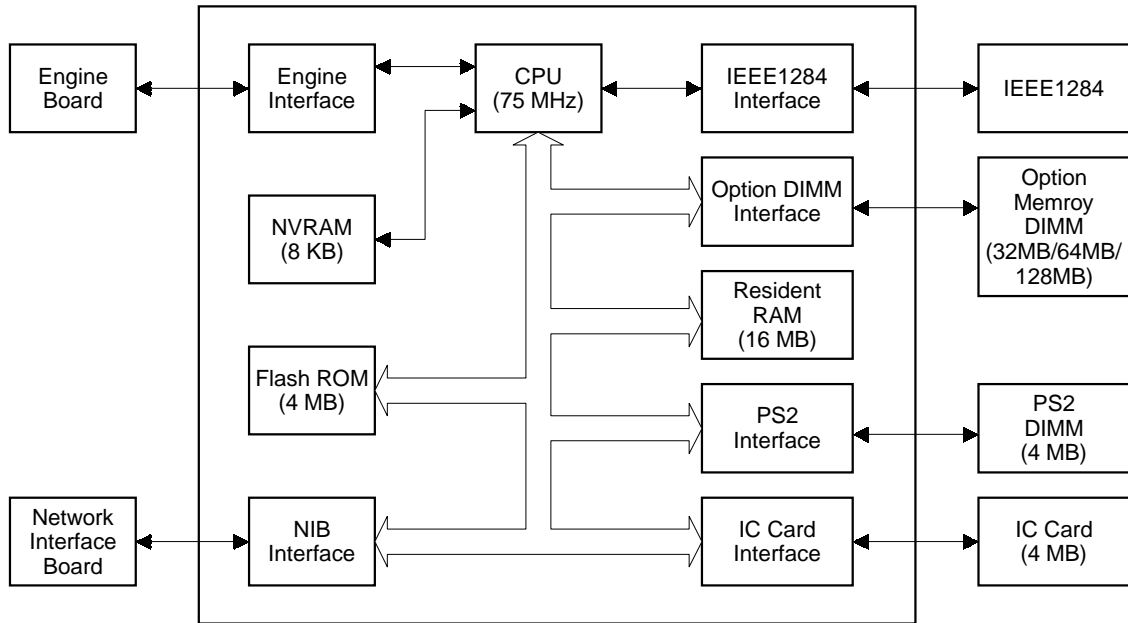 Engine
Board
Engine
Interface
CPU
(75 MHz)
IEEE1284
Interface
IEEE1284
NVRAM
(8 KB)
Option DIMM
Interface
Option
Memroy
DIMM
(32MB/64MB/
128MB)
Resident
RAM
(16 MB)
Flash ROM
(4 MB)
PS2
Interface
PS2
DIMM
(4 MB)
Network
Interface
Board
NIB
Interface
IC Card
Interface
IC Card
(4 MB)